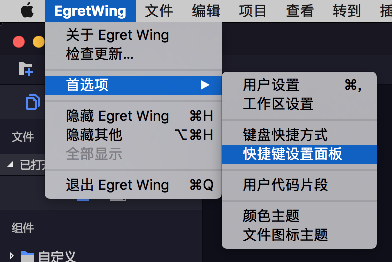 EgretWing 文件 编辑 项目 查看 转到
关于 Egret Wing
检查更新...
首选项
隐藏 Egret Wing ⌘H
隐藏其他 ⌥⌘H
全部显示
退出 Egret Wing ⌘Q
用户设置 ⌘,
工作区设置
键盘快捷方式
快捷键设置面板
用户代码片段
颜色主题
文件图标主题
文件
已打
组件
自定义